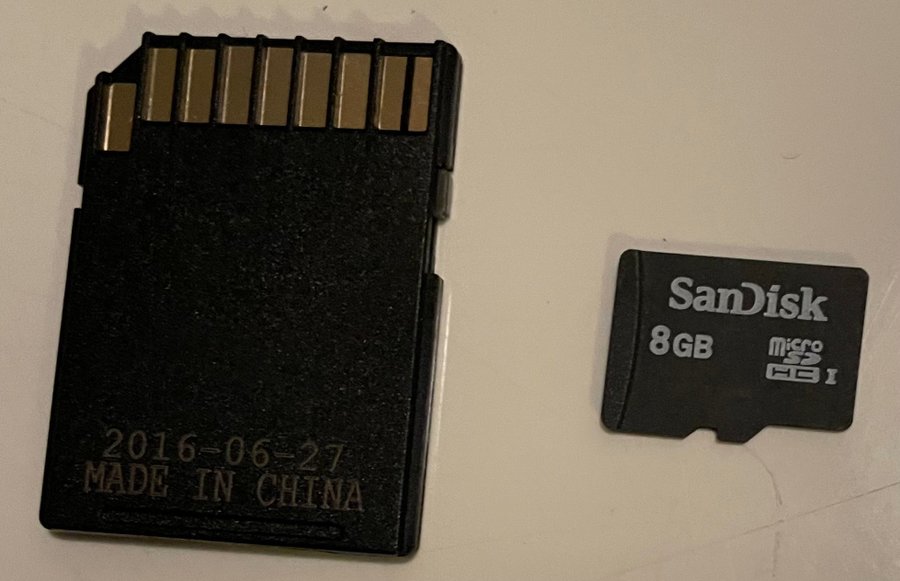 2016-06-27
MADE IN CHINA
SanDisk
8GB
micro
SD
HC I